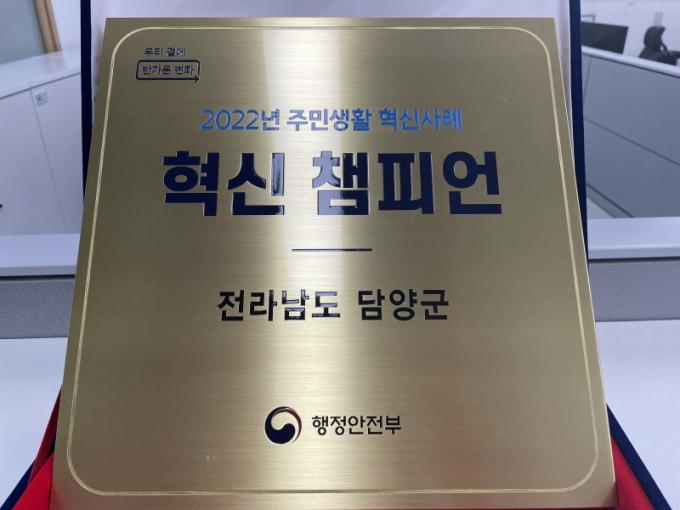 우리 곁에
반가운 변화
2022년 주민생활 혁신사례
혁신 챔피언
전라남도 담양군
행정안전부